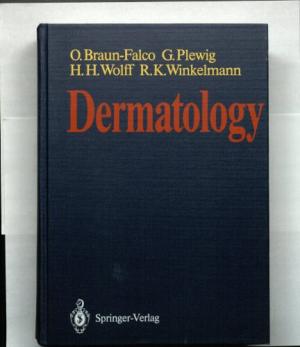 O. Braun-Falco G. Plewig
H. H. Wolff R. K. Winkelmann
Dermatology
Springer-Verlag